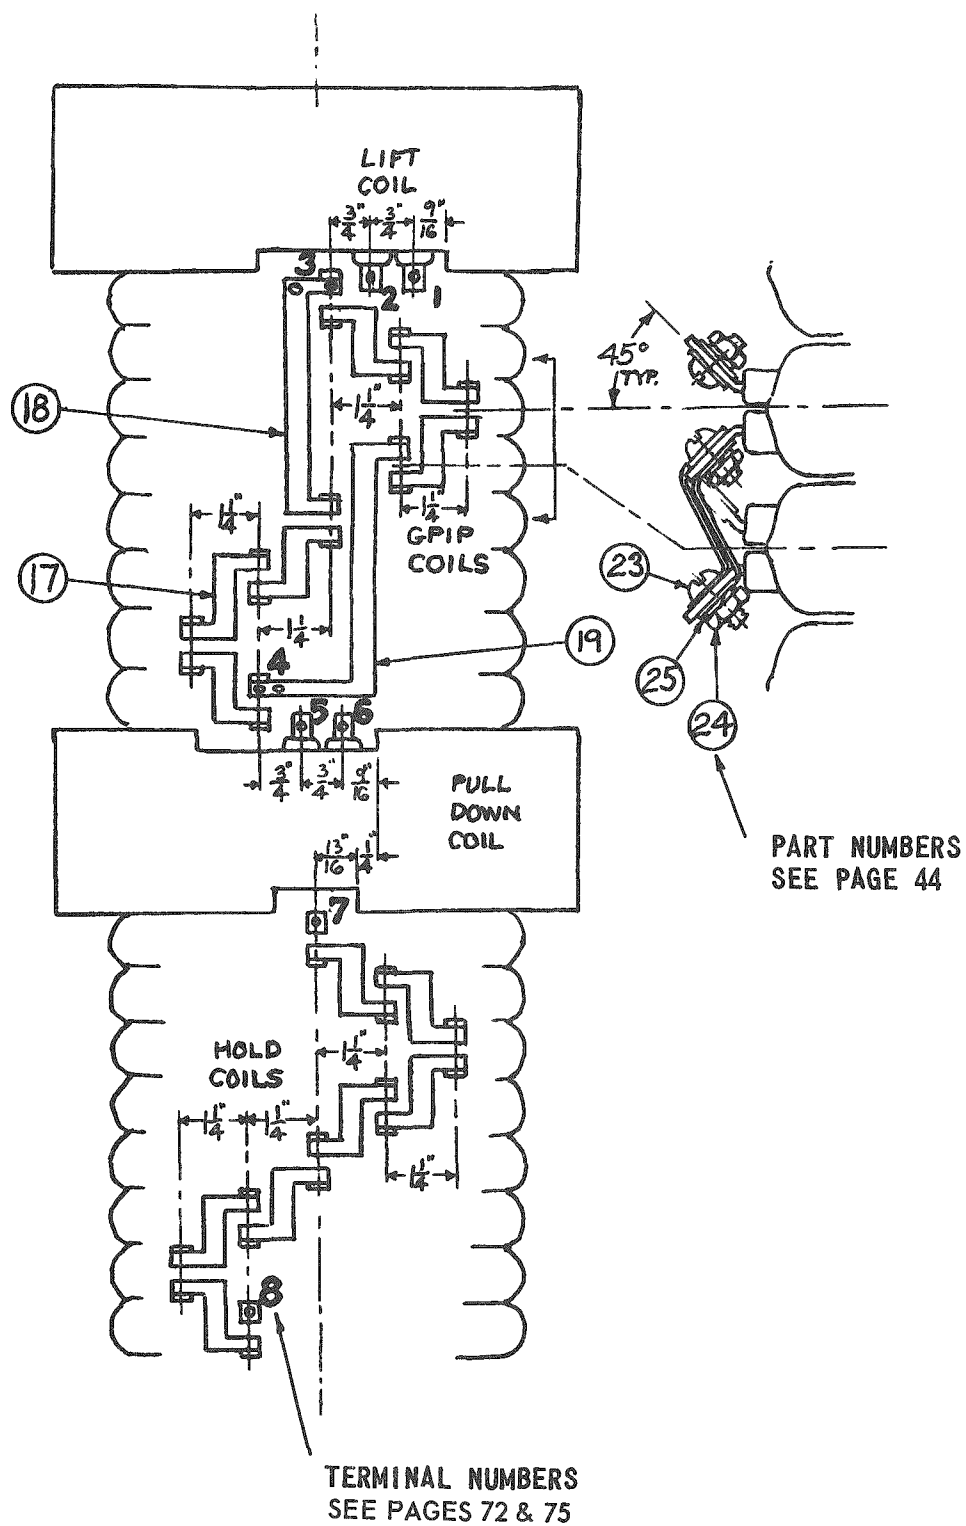 LIFT
COIL
3/4" 3/4" 9/16"
3 2 1
45°
TYP.
18
1 1/4"
1 1/4"
1 1/4"
GPIP
COILS
17
23
1 1/4
4
19
25
24
5 6
3/4" 3/4" 9/16"
PULL
DOWN
COIL
13/16" 1/4"
PART NUMBERS
SEE PAGE 44
7
HOLD
COILS
1 1/4"
1 1/4" 1 1/4"
1 1/4"
8
TERMINAL NUMBERS
SEE PAGES 72 & 75